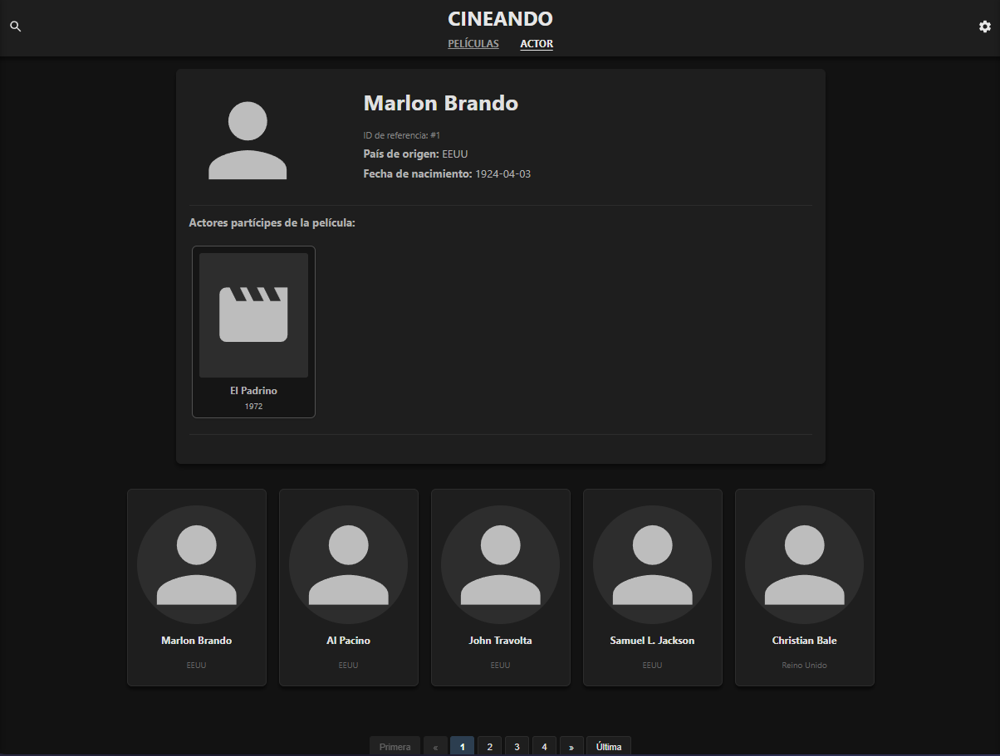 CINEANDO
PELÍCULAS ACTOR
Marlon Brando
ID de referencia: #1
País de origen: EEUU
Fecha de nacimiento: 1924-04-03
Actores partícipes de la película:
El Padrino
1972
Marlon Brando Al Pacino John Travolta Samuel L. Jackson Christian Bale
EEUU EEUU EEUU EEUU Reino Unido
Primera « 1 2 3 4 » Última